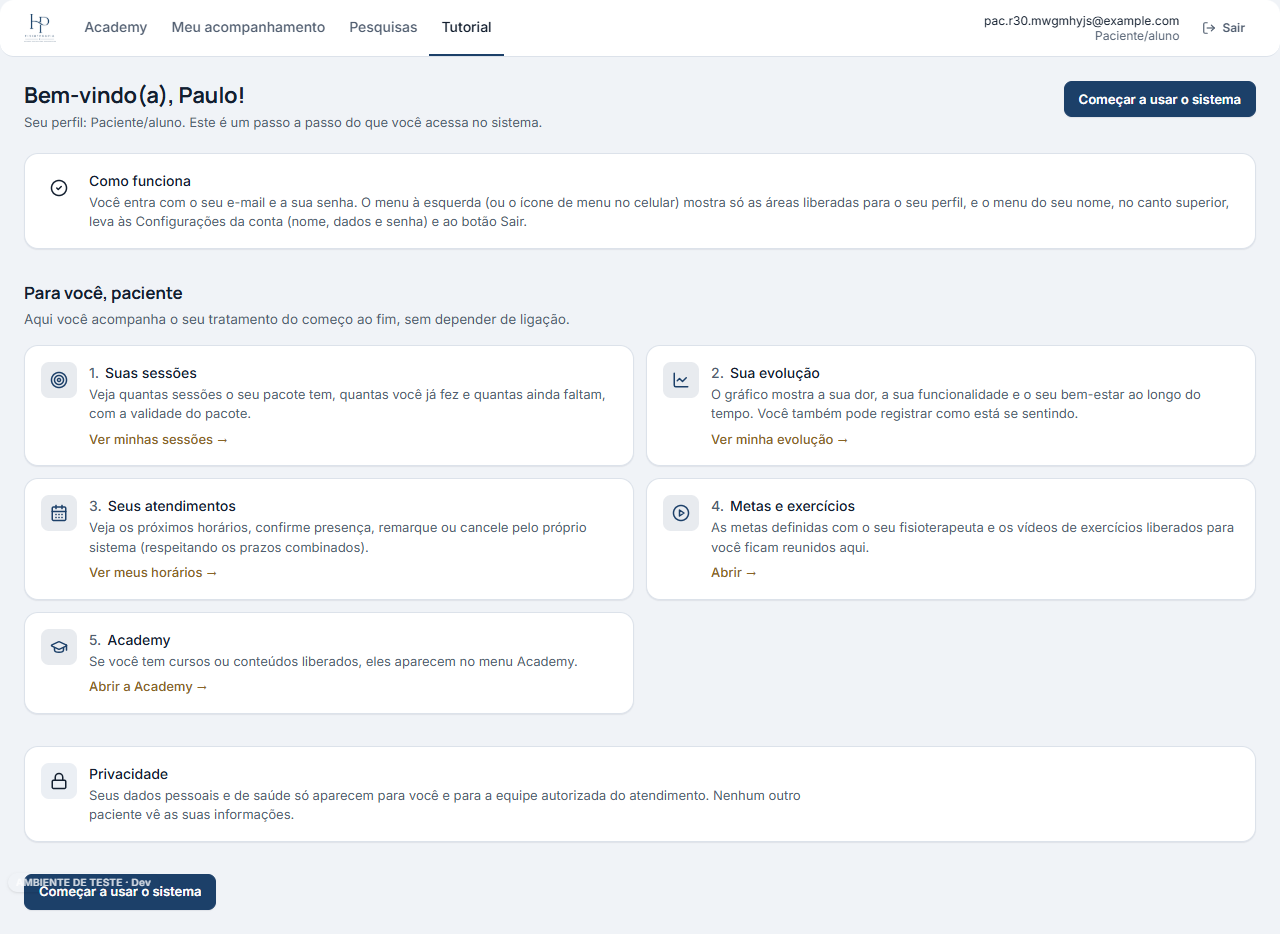 HP
Academy
Meu acompanhamento
Pesquisas
Tutorial
pac.r30.mwgmhyjs@example.com
Paciente/aluno
Sair
Bem-vindo(a), Paulo!
Seu perfil: Paciente/aluno. Este é um passo a passo do que você acessa no sistema.
Começar a usar o sistema
Como funciona
Você entra com o seu e-mail e a sua senha. O menu à esquerda (ou o ícone de menu no celular) mostra só as áreas liberadas para o seu perfil, e o menu do seu nome, no canto superior,
leva às Configurações da conta (nome, dados e senha) e ao botão Sair.
Para você, paciente
Aqui você acompanha o seu tratamento do começo ao fim, sem depender de ligação.
1. Suas sessões
Veja quantas sessões o seu pacote tem, quantas você já fez e quantas ainda faltam,
com a validade do pacote.
Ver minhas sessões →
2. Sua evolução
O gráfico mostra a sua dor, a sua funcionalidade e o seu bem-estar ao longo do
tempo. Você também pode registrar como está se sentindo.
Ver minha evolução →
3. Seus atendimentos
Veja os próximos horários, confirme presença, remarque ou cancele pelo próprio
sistema (respeitando os prazos combinados).
Ver meus horários →
4. Metas e exercícios
As metas definidas com o seu fisioterapeuta e os vídeos de exercícios liberados para
você ficam reunidos aqui.
Abrir →
5. Academy
Se você tem cursos ou conteúdos liberados, eles aparecem no menu Academy.
Abrir a Academy →
Privacidade
Seus dados pessoais e de saúde só aparecem para você e para a equipe autorizada do atendimento. Nenhum outro
paciente vê as suas informações.
AMBIENTE DE TESTE · Dev
Começar a usar o sistema